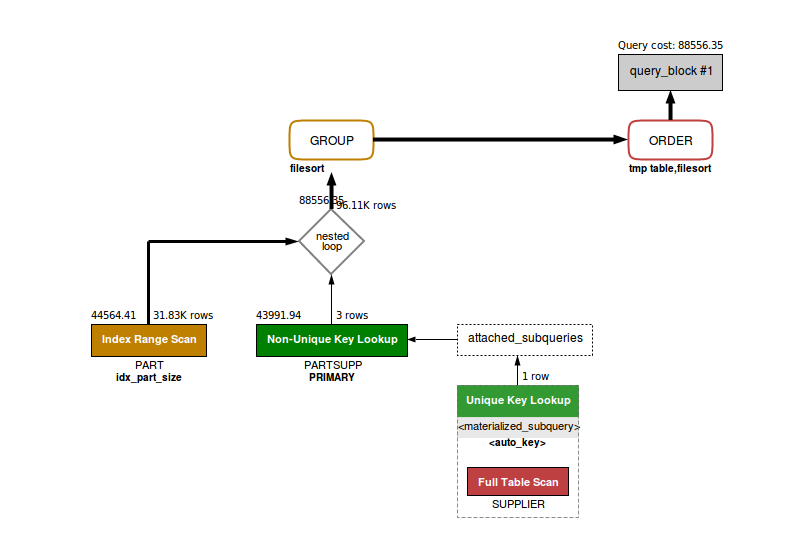 Query cost: 88556.35
query_block #1
GROUP
ORDER
filesort
tmp table,filesort
88556.35
96.11K rows
nested
loop
44564.41
31.83K rows
43991.94
3 rows
Index Range Scan
Non-Unique Key Lookup
attached_subqueries
PART
PARTSUPP
idx_part_size
PRIMARY
1 row
Unique Key Lookup
<materialized_subquery>
<auto_key>
Full Table Scan
SUPPLIER